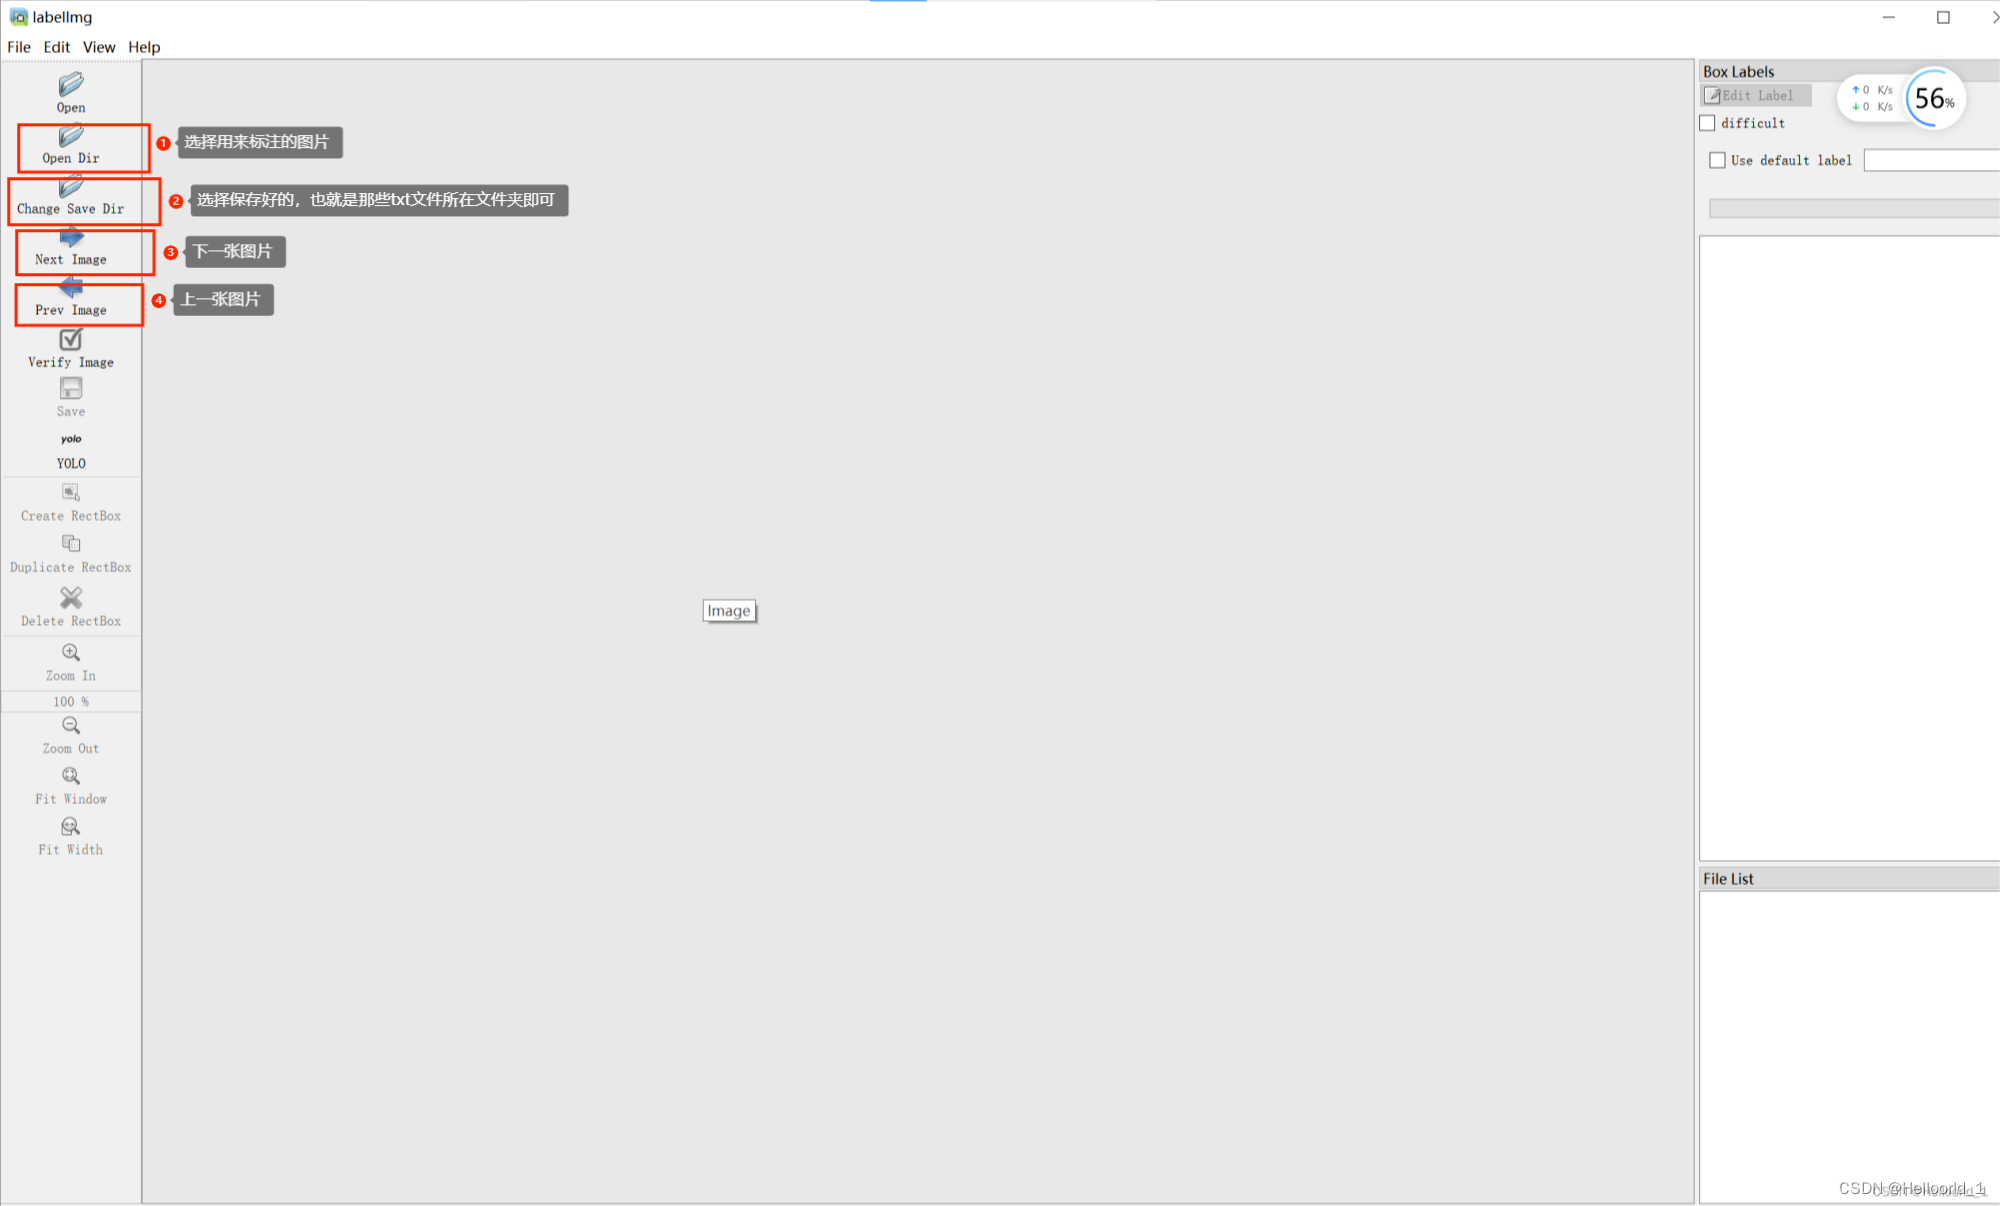 labelImg
File Edit View Help
Open
Open Dir
1 选择用来标注的图片
Change Save Dir
2 选择保存好的，也就是那些txt文件所在文件夹即可
Next Image
3 下一张图片
Prev Image
4 上一张图片
Verify Image
Save
yolo
YOLO
Create RectBox
Duplicate RectBox
Delete RectBox
Zoom In
100 %
Zoom Out
Fit Window
Fit Width
Image
Box Labels
Edit Label
difficult
Use default label
↑ 0 K/s
↓ 0 K/s
56%
File List
CSDN @Helloorld_1